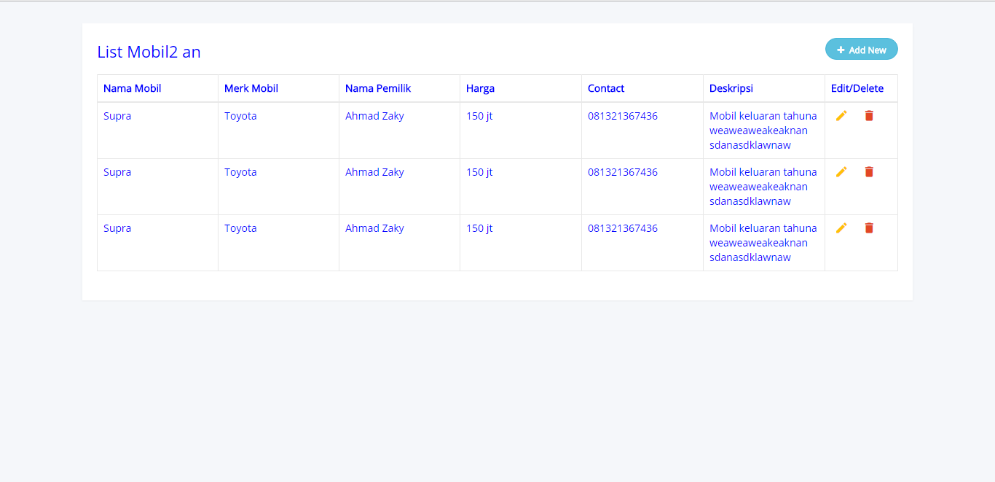 List Mobil2 an
+ Add New
Nama Mobil Merk Mobil Nama Pemilik Harga Contact Deskripsi Edit/Delete
Supra Toyota Ahmad Zaky 150 jt 081321367436 Mobil keluaran tahuna
weaweaweakeaknan
sdanasdklawnaw
Supra Toyota Ahmad Zaky 150 jt 081321367436 Mobil keluaran tahuna
weaweaweakeaknan
sdanasdklawnaw
Supra Toyota Ahmad Zaky 150 jt 081321367436 Mobil keluaran tahuna
weaweaweakeaknan
sdanasdklawnaw